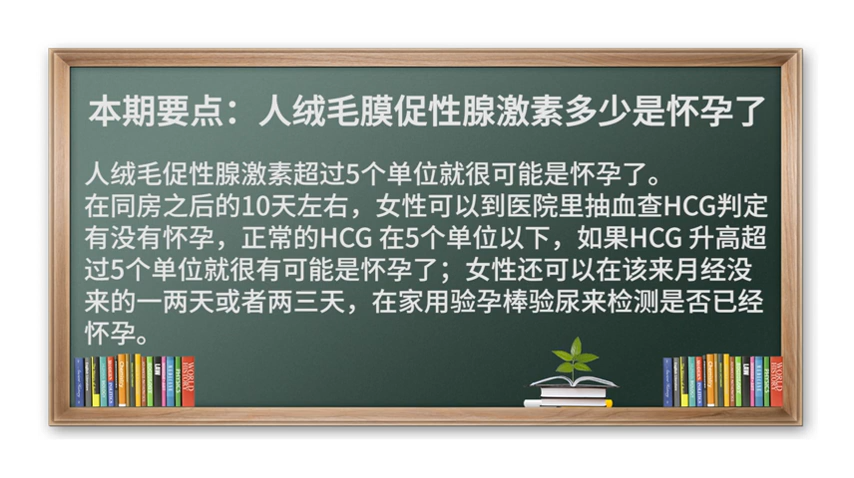 本期要点：人绒毛膜促性腺激素多少是怀孕了
人绒毛促性腺激素超过5个单位就很可能是怀孕了。
在同房之后的10天左右，女性可以到医院里抽血查HCG判定
有没有怀孕，正常的HCG 在5个单位以下，如果HCG 升高超
过5个单位就很有可能是怀孕了；女性还可以在该来月经没
来的一两天或者两三天，在家用验孕棒验尿来检测是否已经
怀孕。
WORLD HISTORY
WORLD HISTORY